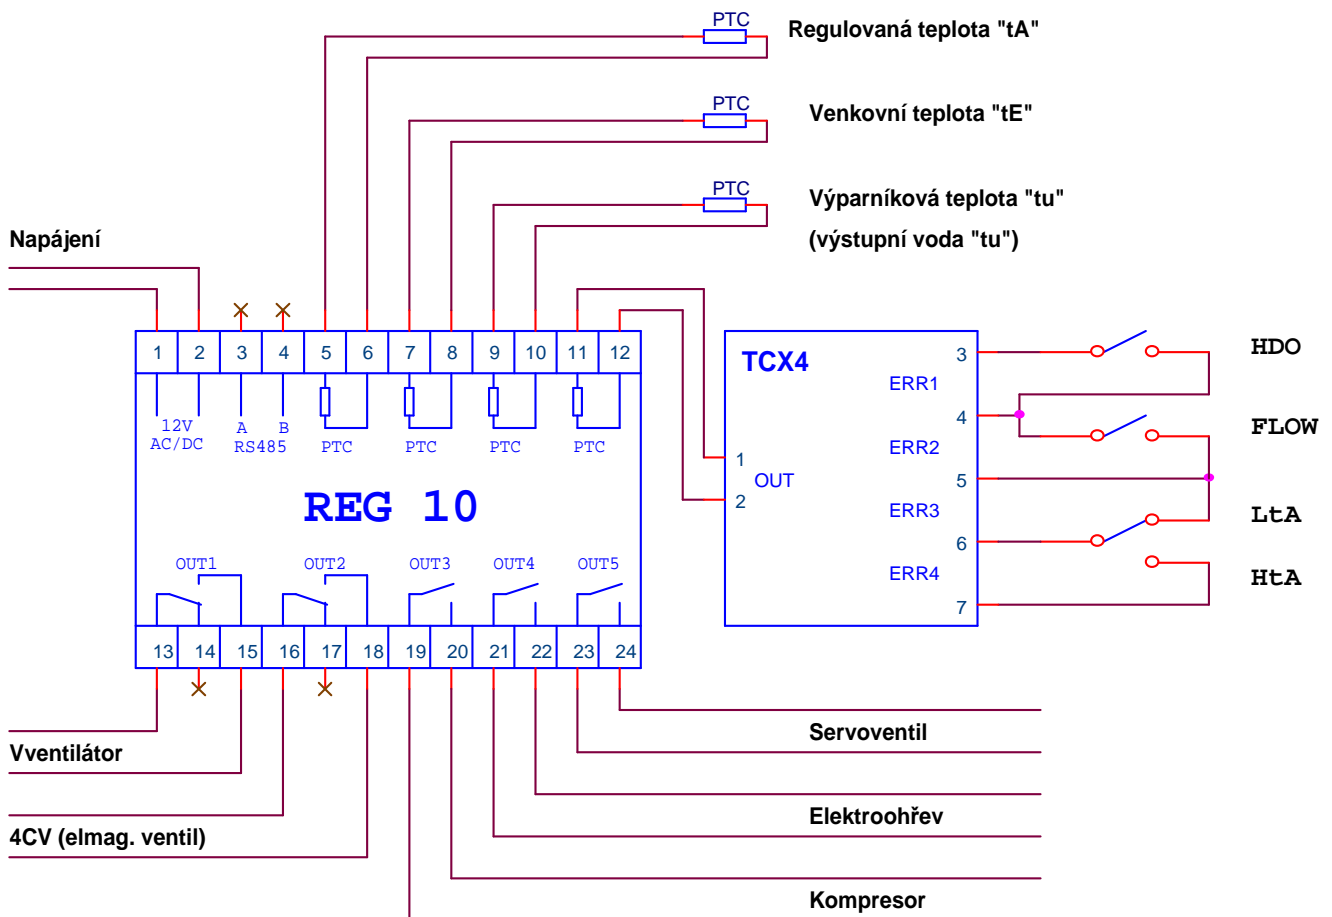 PTC
Regulovaná teplota "tA"
PTC
Venkovní teplota "tE"
PTC
Výparníková teplota "tu"
(výstupní voda "tu")
Napájení
1 2 3 4 5 6 7 8 9 10 11 12
12V
AC/DC
A B
RS485
PTC PTC PTC PTC
REG 10
OUT1 OUT2 OUT3 OUT4 OUT5
13 14 15 16 17 18 19 20 21 22 23 24
TCX4
1
OUT
2
3
ERR1
4
ERR2
5
ERR3
6
ERR4
7
HDO
FLOW
LtA
HtA
Vventilátor
4CV (elmag. ventil)
Servoventil
Elektroohřev
Kompresor